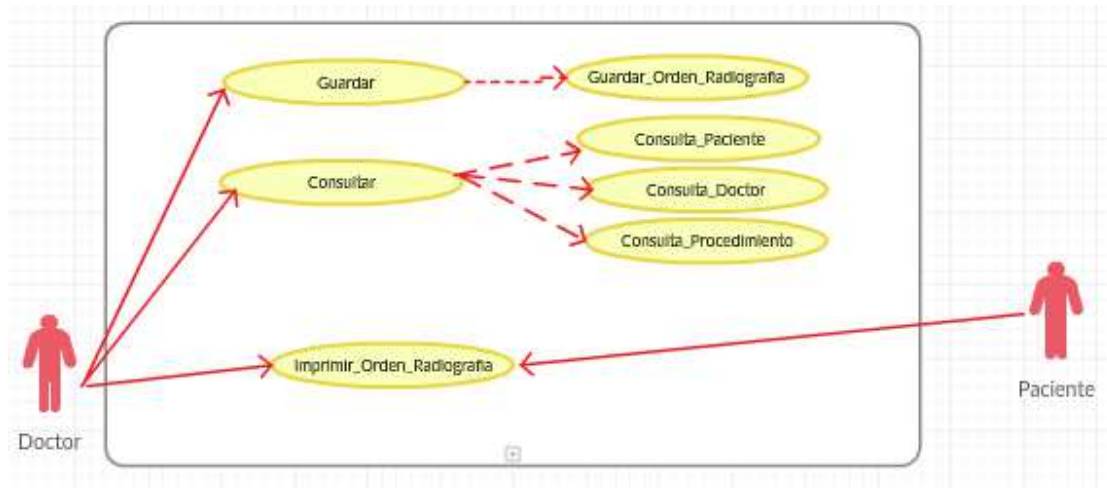 Guardar
Guardar_Orden_Radiografia
Consulta_Paciente
Consultar
Consulta_Doctor
Consulta_Procedimiento
Imprimir_Orden_Radiografia
Paciente
Doctor